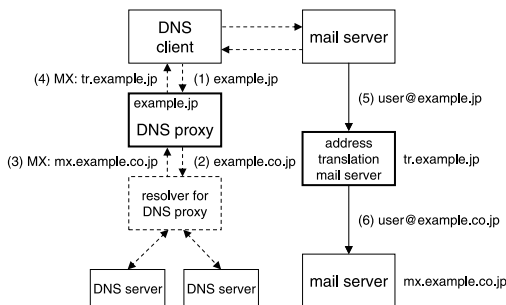 DNS
client
mail server
(4) MX: tr.example.jp
(1) example.jp
example.jp
DNS proxy
(5) user@example.jp
address
translation
mail server
tr.example.jp
(3) MX: mx.example.co.jp
(2) example.co.jp
resolver for
DNS proxy
(6) user@example.co.jp
DNS server
DNS server
mail server
mx.example.co.jp